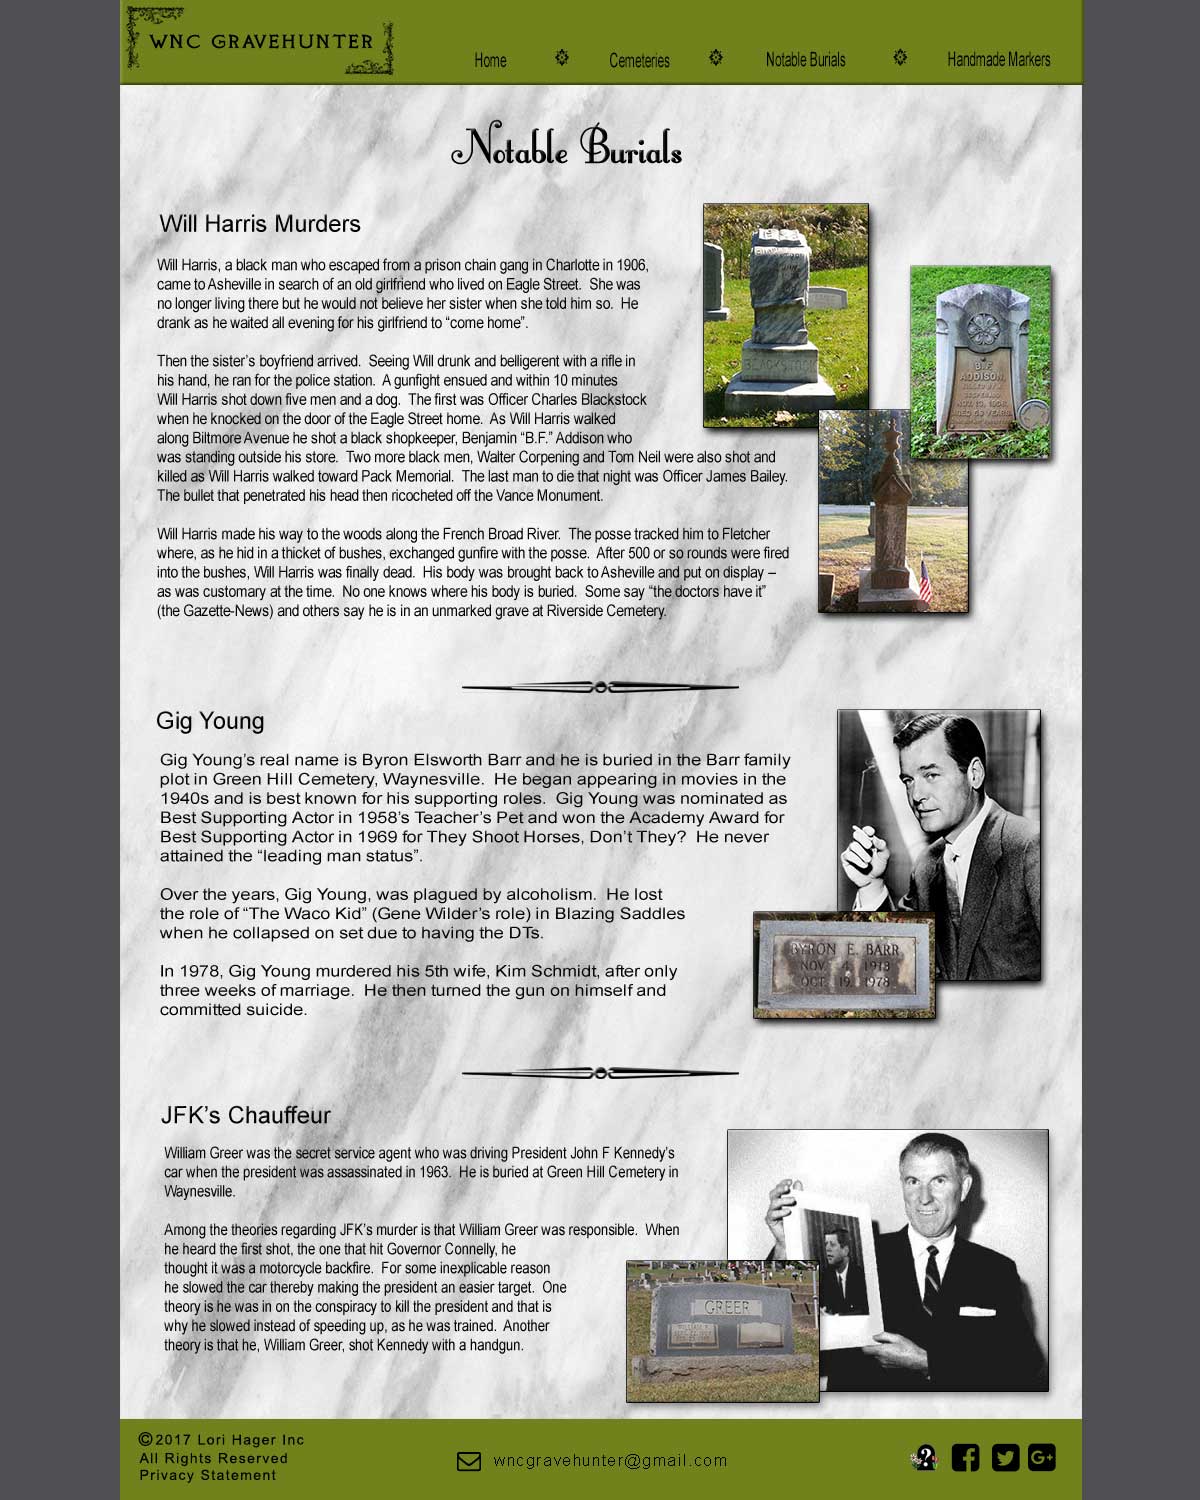 WNC GRAVEHUNTER
Home
Cemeteries
Notable Burials
Handmade Markers
Notable Burials
Will Harris Murders
Will Harris, a black man who escaped from a prison chain gang in Charlotte in 1906,
came to Asheville in search of an old girlfriend who lived on Eagle Street.  She was
no longer living there but he would not believe her sister when she told him so.  He
drank as he waited all evening for his girlfriend to “come home”.
Then the sister’s boyfriend arrived.  Seeing Will drunk and belligerent with a rifle in
his hand, he ran for the police station.  A gunfight ensued and within 10 minutes
Will Harris shot down five men and a dog.  The first was Officer Charles Blackstock
when he knocked on the door of the Eagle Street home.  As Will Harris walked
along Biltmore Avenue he shot a black shopkeeper, Benjamin “B.F.” Addison who
was standing outside his store.  Two more black men, Walter Corpening and Tom Neil were also shot and
killed as Will Harris walked toward Pack Memorial.  The last man to die that night was Officer James Bailey.
The bullet that penetrated his head then ricocheted off the Vance Monument.
Will Harris made his way to the woods along the French Broad River.  The posse tracked him to Fletcher
where, as he hid in a thicket of bushes, exchanged gunfire with the posse.  After 500 or so rounds were fired
into the bushes, Will Harris was finally dead.  His body was brought back to Asheville and put on display –
as was customary at the time.  No one knows where his body is buried.  Some say “the doctors have it”
(the Gazette-News) and others say he is in an unmarked grave at Riverside Cemetery.
BLACKSTOCK
B.F.
ADDISON
AGED 59 YEARS
Gig Young
Gig Young’s real name is Byron Elsworth Barr and he is buried in the Barr family
plot in Green Hill Cemetery, Waynesville.  He began appearing in movies in the
1940s and is best known for his supporting roles.  Gig Young was nominated as
Best Supporting Actor in 1958’s Teacher’s Pet and won the Academy Award for
Best Supporting Actor in 1969 for They Shoot Horses, Don’t They?  He never
attained the “leading man status”.
Over the years, Gig Young, was plagued by alcoholism.  He lost
the role of “The Waco Kid” (Gene Wilder’s role) in Blazing Saddles
when he collapsed on set due to having the DTs.
In 1978, Gig Young murdered his 5th wife, Kim Schmidt, after only
three weeks of marriage.  He then turned the gun on himself and
committed suicide.
BYRON E. BARR
NOV. 4, 1913
OCT. 19, 1978
JFK’s Chauffeur
William Greer was the secret service agent who was driving President John F Kennedy’s
car when the president was assassinated in 1963.  He is buried at Green Hill Cemetery in
Waynesville.
Among the theories regarding JFK’s murder is that William Greer was responsible.  When
he heard the first shot, the one that hit Governor Connelly, he
thought it was a motorcycle backfire.  For some inexplicable reason
he slowed the car thereby making the president an easier target.  One
theory is he was in on the conspiracy to kill the president and that is
why he slowed instead of speeding up, as he was trained.  Another
theory is that he, William Greer, shot Kennedy with a handgun.
GREER
©2017 Lori Hager Inc
All Rights Reserved
Privacy Statement
wncgravehunter@gmail.com
?
G+